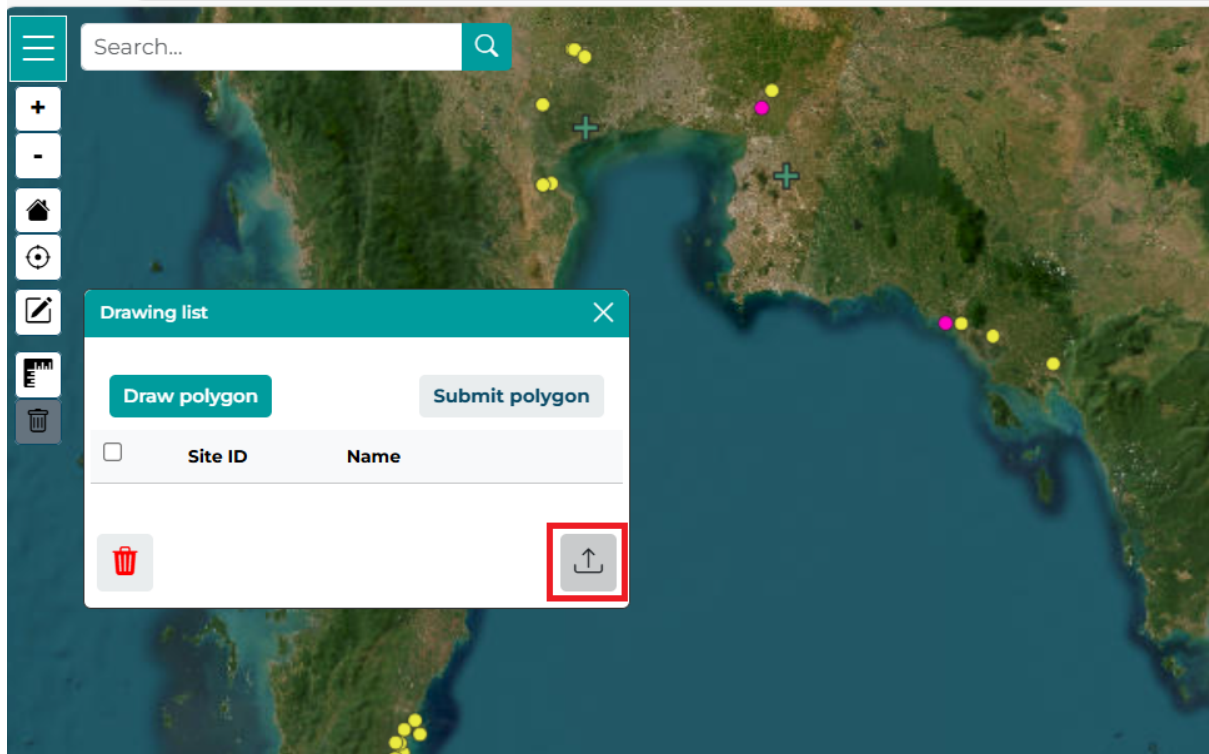 Search...
+
-
Drawing list
Draw polygon
Submit polygon
Site ID
Name